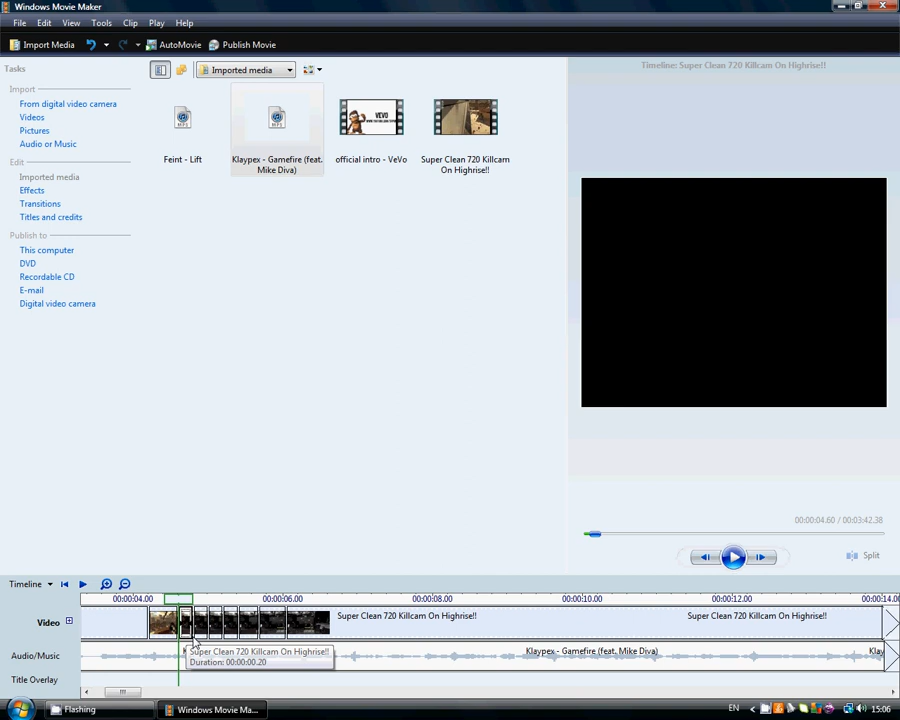 Windows Movie Maker
File Edit View Tools Clip Play Help
Import Media AutoMovie Publish Movie
Tasks
Import
From digital video camera
Videos
Pictures
Audio or Music
Edit
Imported media
Effects
Transitions
Titles and credits
Publish to
This computer
DVD
Recordable CD
E-mail
Digital video camera
Imported media
Feint - Lift
Klaypex - Gamefire (feat. Mike Diva)
VEVO
official intro - VeVo
Super Clean 720 Killcam On Highrise!!
Timeline: Super Clean 720 Killcam On Highrise!!
00:00:04.60 / 00:03:42.38
Split
Timeline
00:00:04.00 00:00:06.00 00:00:08.00 00:00:10.00 00:00:12.00 00:00:14.00
Video
Super Clean 720 Killcam On Highrise!! Super Clean 720 Killcam On Highrise!!
Audio/Music
Klaypex - Gamefire (feat. Mike Diva) Klay
Super Clean 720 Killcam On Highrise!!
Duration: 00:00:00.20
Title Overlay
Flashing
Windows Movie Ma...
EN
15:06